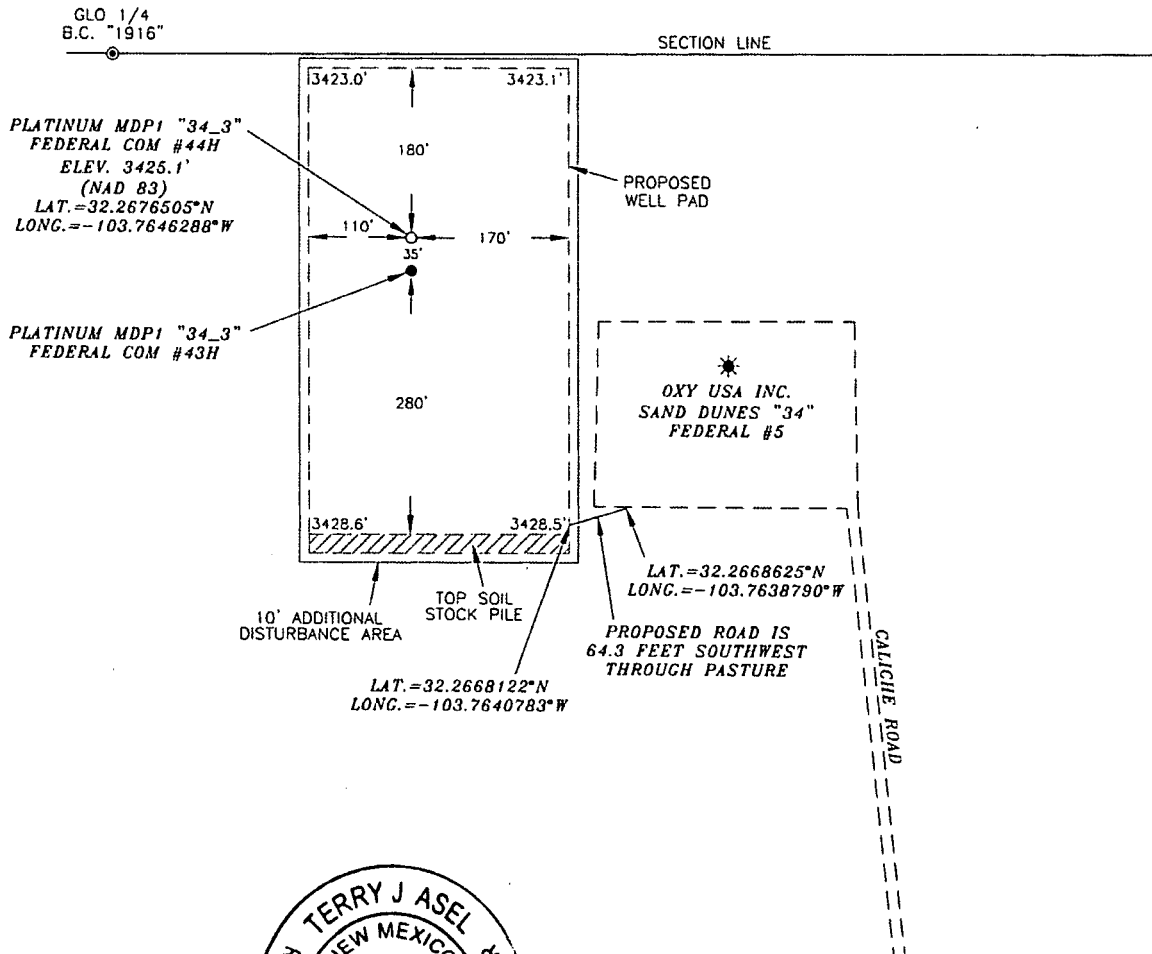 GLO 1/4
B.C. "1916"
SECTION LINE
3423.0'
3423.1'
PLATINUM MDP1 "34_3"
FEDERAL COM #44H
ELEV. 3425.1'
(NAD 83)
LAT.=32.2676505°N
LONG.=-103.7646288°W
180'
PROPOSED
WELL PAD
110'
170'
35'
PLATINUM MDP1 "34_3"
FEDERAL COM #43H
280'
OXY USA INC.
SAND DUNES "34"
FEDERAL #5
3428.6'
3428.5'
10' ADDITIONAL
DISTURBANCE AREA
TOP SOIL
STOCK PILE
LAT.=32.2668625°N
LONG.=-103.7638790°W
PROPOSED ROAD IS
64.3 FEET SOUTHWEST
THROUGH PASTURE
LAT.=32.2668122°N
LONG.=-103.7640783°W
CALICHE ROAD
TERRY J ASEL
NEW MEXICO